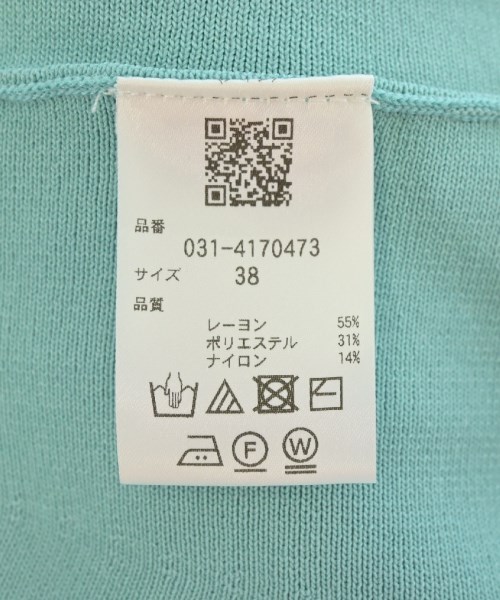 品番
031-4170473
サイズ 38
品質
レーヨン 55%
ポリエステル 31%
ナイロン 14%
F W